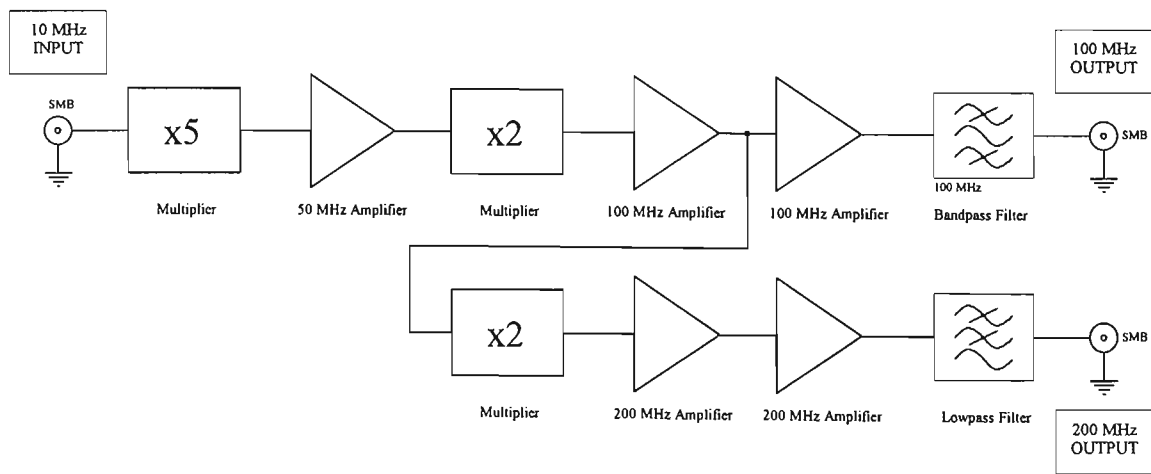 10 MHz
INPUT
100 MHz
OUTPUT
SMB
x5
x2
SMB
100 MHz
Multiplier
50 MHz Amplifier
Multiplier
100 MHz Amplifier
100 MHz Amplifier
Bandpass Filter
x2
SMB
Multiplier
200 MHz Amplifier
200 MHz Amplifier
Lowpass Filter
200 MHz
OUTPUT